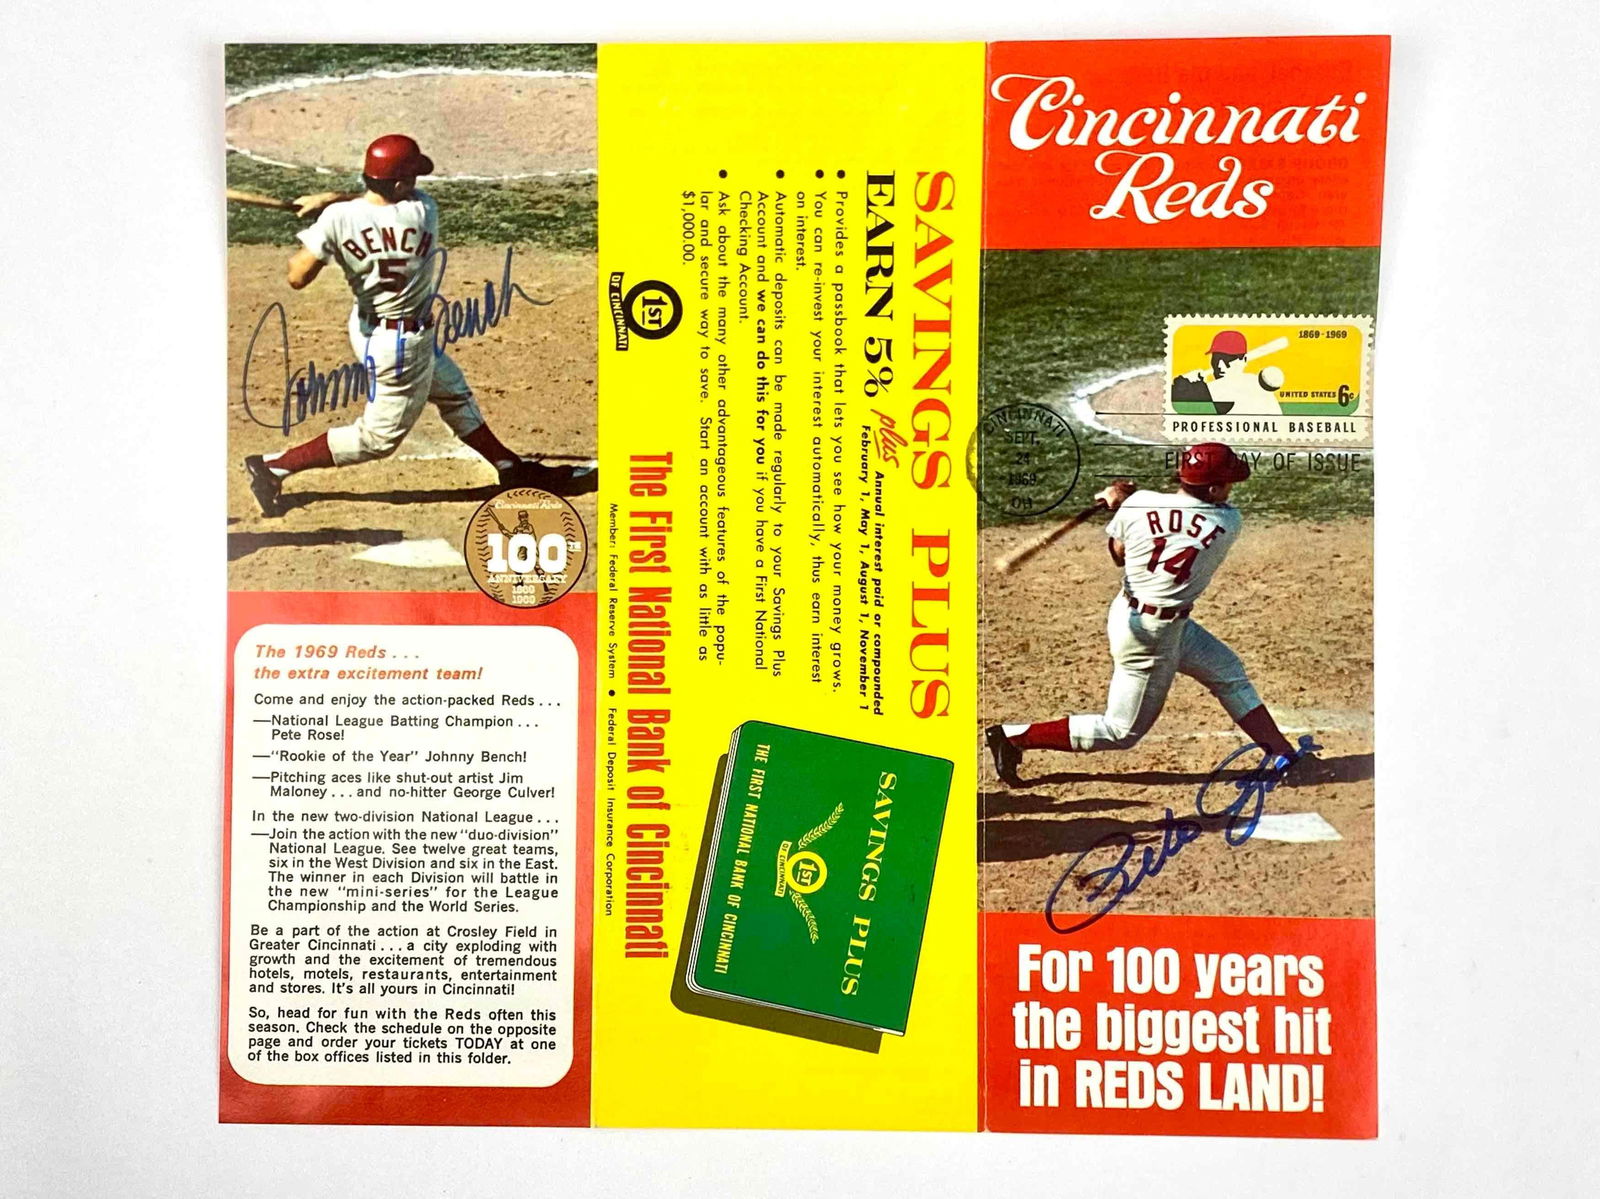 BENCH
5
Johnny Bench
Cincinnati Reds
100TH
ANNIVERSARY
1869
1969
The 1969 Reds . . .
the extra excitement team!
Come and enjoy the action-packed Reds . . .
—National League Batting Champion . . .
Pete Rose!
—"Rookie of the Year" Johnny Bench!
—Pitching aces like shut-out artist Jim
Maloney . . . and no-hitter George Culver!
In the new two-division National League . . .
—Join the action with the new "duo-division"
National League. See twelve great teams,
six in the West Division and six in the East.
The winner in each Division will battle in
the new "mini-series" for the League
Championship and the World Series.
Be a part of the action at Crosley Field in
Greater Cincinnati . . . a city exploding with
growth and the excitement of tremendous
hotels, motels, restaurants, entertainment
and stores. It's all yours in Cincinnati!
So, head for fun with the Reds often this
season. Check the schedule on the opposite
page and order your tickets TODAY at one
of the box offices listed in this folder.
SAVINGS PLUS
EARN 5% plus
Annual interest paid or compounded
February 1, May 1, August 1, November 1
• Provides a passbook that lets you see how your money grows.
• You can re-invest your interest automatically, thus earn interest
on interest.
• Automatic deposits can be made regularly to your Savings Plus
Account and we can do this for you if you have a First National
Checking Account.
• Ask about the many other advantageous features of the popu-
lar and secure way to save. Start an account with as little as
$1,000.00.
1ST
OF CINCINNATI
The First National Bank of Cincinnati
Member: Federal Reserve System • Federal Deposit Insurance Corporation
SAVINGS PLUS
1ST
OF CINCINNATI
THE FIRST NATIONAL BANK OF CINCINNATI
Cincinnati
Reds
1869-1969
UNITED STATES 6c
PROFESSIONAL BASEBALL
CINCINNATI
SEPT.
24
1969
OH
FIRST DAY OF ISSUE
ROSE
14
Pete Rose
For 100 years
the biggest hit
in REDS LAND!